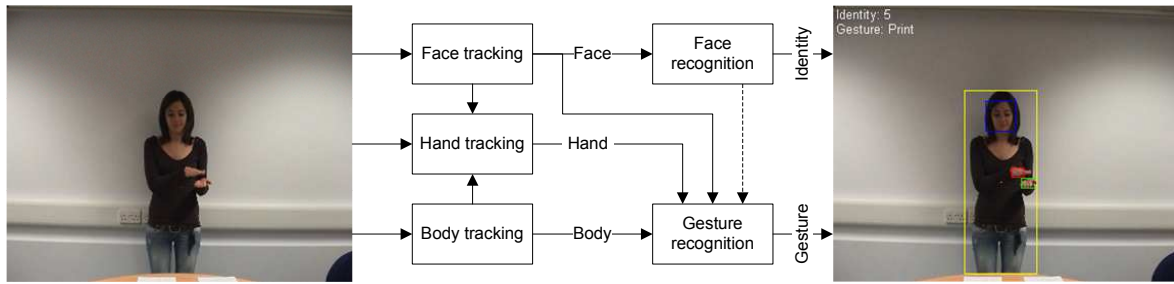 Face tracking
Face
Face
recognition
Identity
Hand tracking
Hand
Body tracking
Body
Gesture
recognition
Gesture
Identity: 5
Gesture: Print